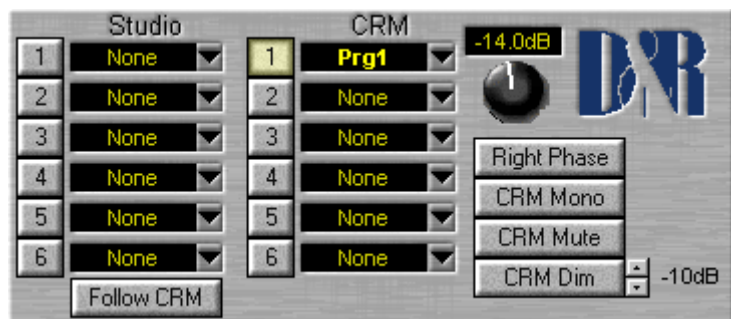 Studio CRM
1 None 1 Prg1 -14.0dB D&R
2 None 2 None
3 None 3 None
4 None 4 None Right Phase
5 None 5 None CRM Mono
6 None 6 None CRM Mute
Follow CRM CRM Dim -10dB